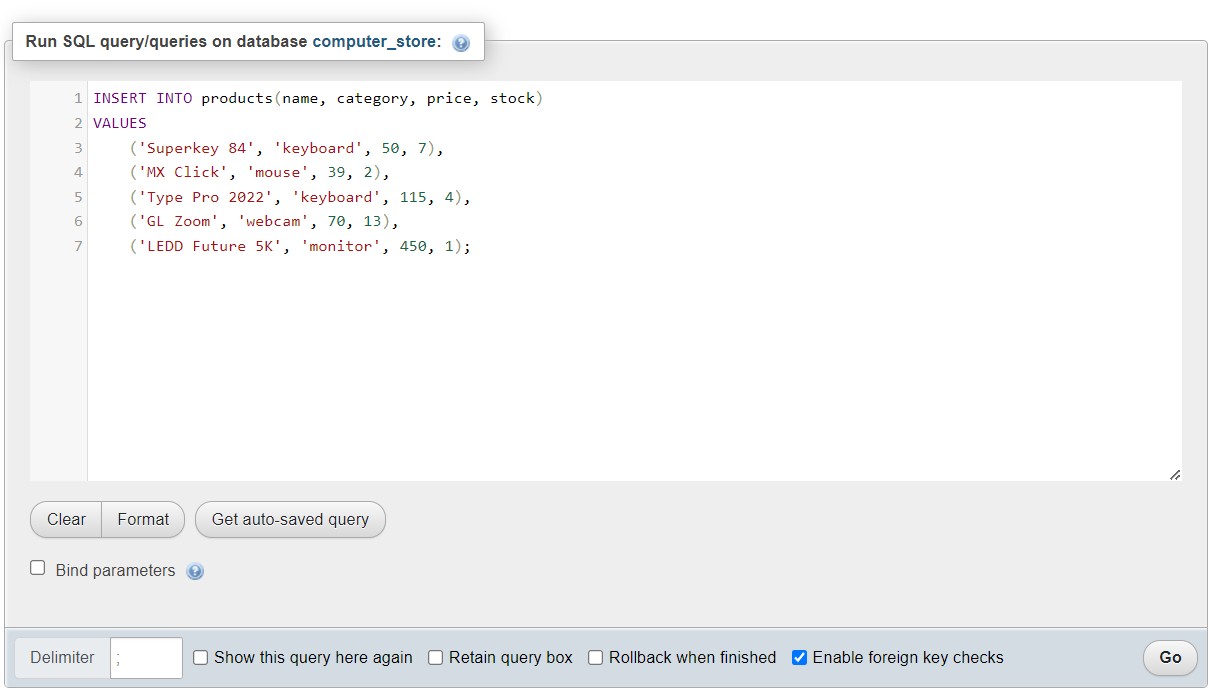 Run SQL query/queries on database computer_store:
1 INSERT INTO products(name, category, price, stock)
2 VALUES
3 ('Superkey 84', 'keyboard', 50, 7),
4 ('MX Click', 'mouse', 39, 2),
5 ('Type Pro 2022', 'keyboard', 115, 4),
6 ('GL Zoom', 'webcam', 70, 13),
7 ('LEDD Future 5K', 'monitor', 450, 1);
Clear Format Get auto-saved query
Bind parameters
Delimiter ; Show this query here again Retain query box Rollback when finished Enable foreign key checks Go